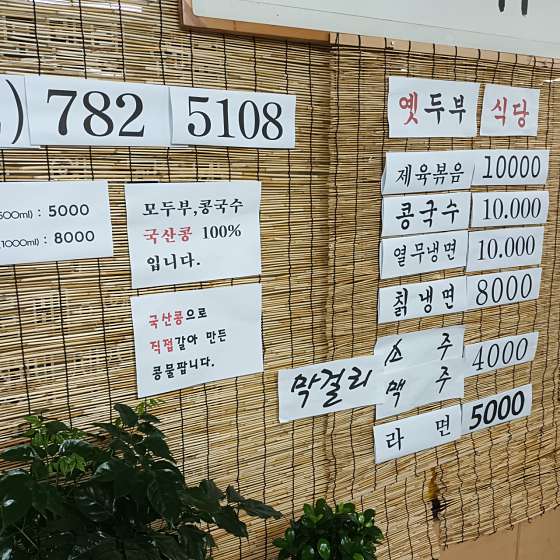 ) 782 5108
500ml) : 5000
(1000ml) : 8000
모두부,콩국수
국산콩 100%
입니다.
국산콩으로
직접갈아 만든
콩물팝니다.
옛두부 식당
제육볶음 10000
콩국수 10.000
열무냉면 10.000
칡냉면 8000
막걸리 소주 맥주 4000
라면 5000